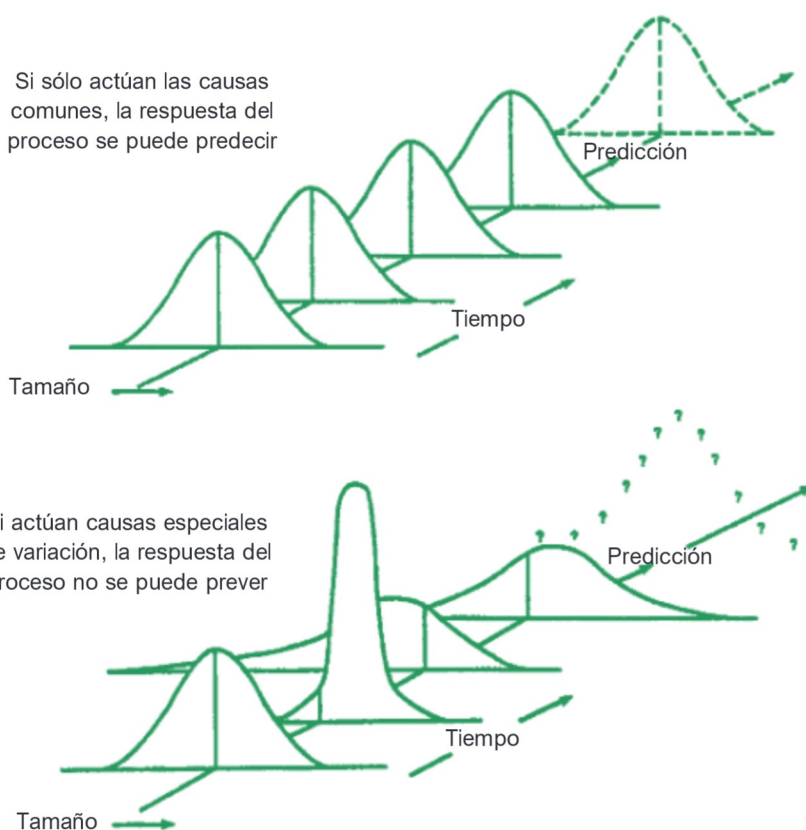 Si sólo actúan las causas
comunes, la respuesta del
proceso se puede predecir
Predicción
Tiempo
Tamaño
?
?
?
?
?
?
?
?
?
?
?
?
i actúan causas especiales
e variación, la respuesta del
roceso no se puede prever
Predicción
Tiempo
Tamaño